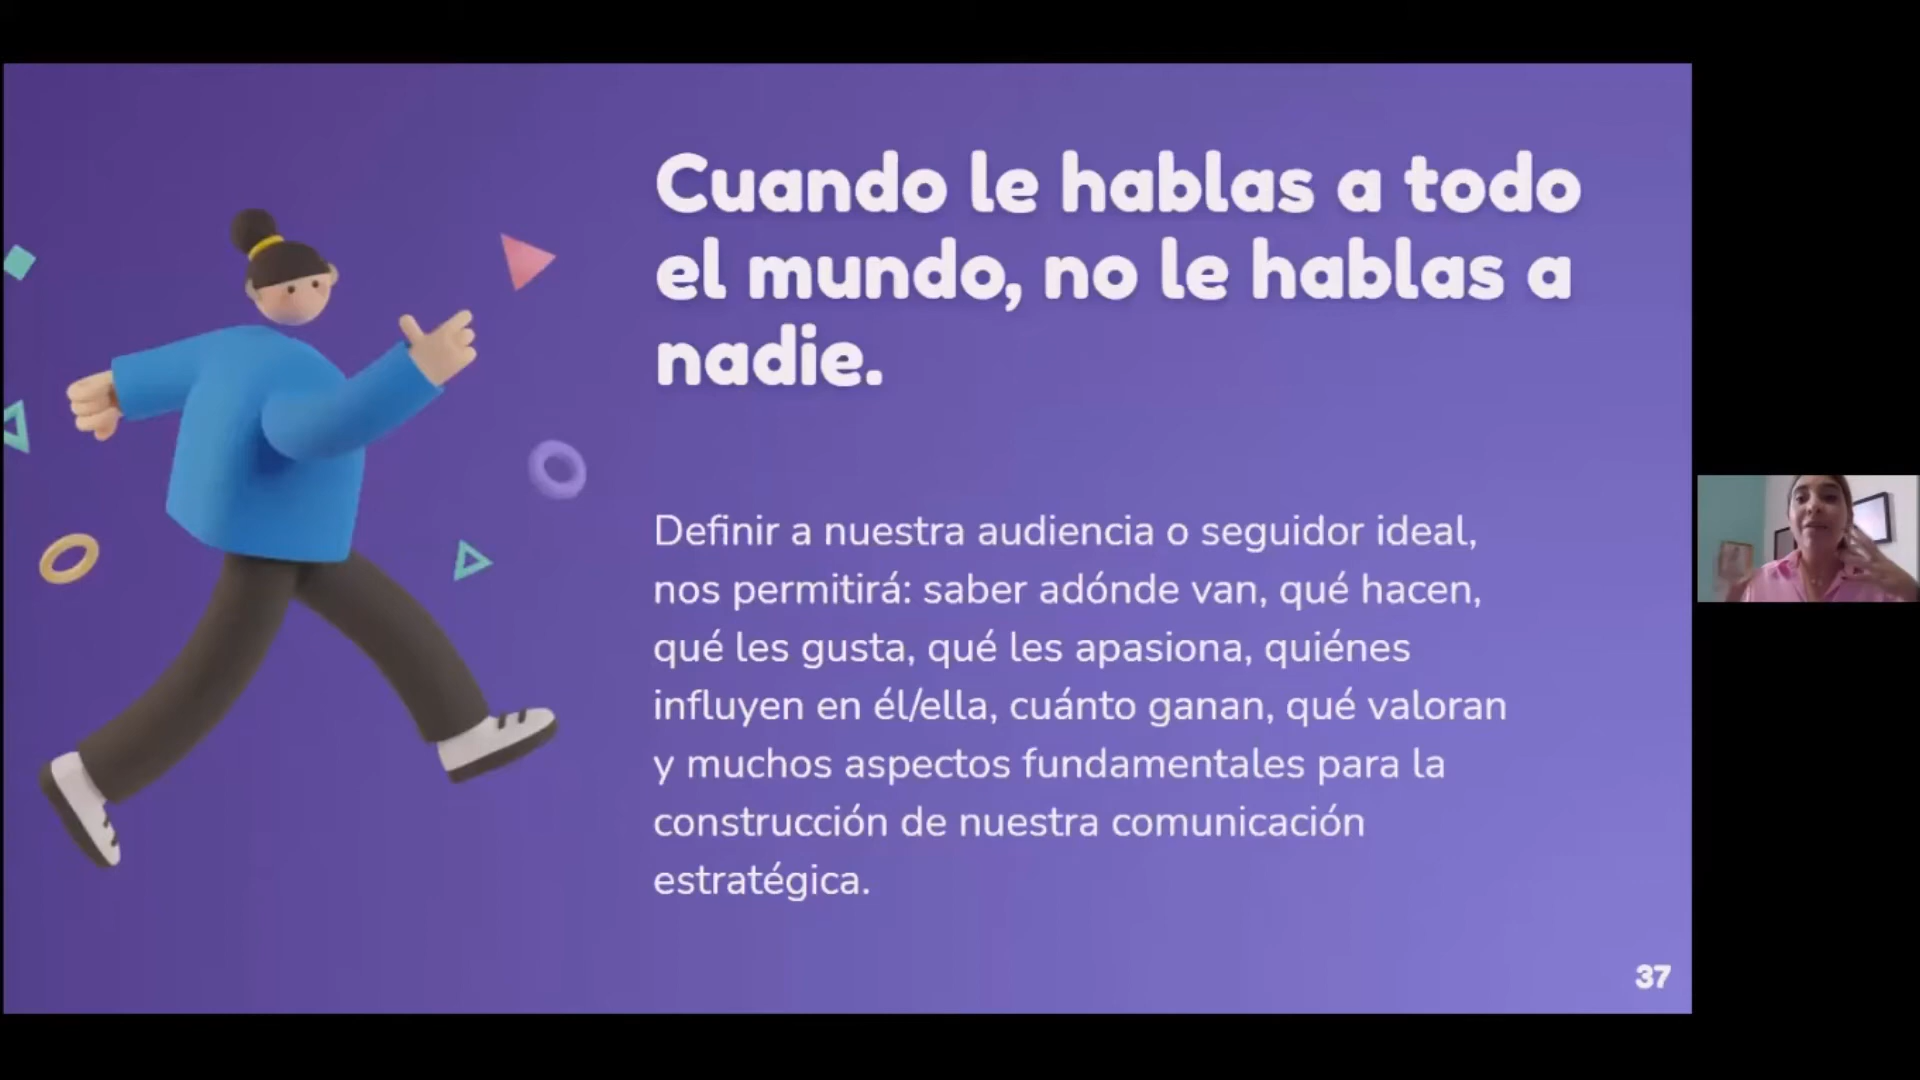 Cuando le hablas a todo
el mundo, no le hablas a
nadie.
Definir a nuestra audiencia o seguidor ideal,
nos permitirá: saber adónde van, qué hacen,
qué les gusta, qué les apasiona, quiénes
influyen en él/ella, cuánto ganan, qué valoran
y muchos aspectos fundamentales para la
construcción de nuestra comunicación
estratégica.
37